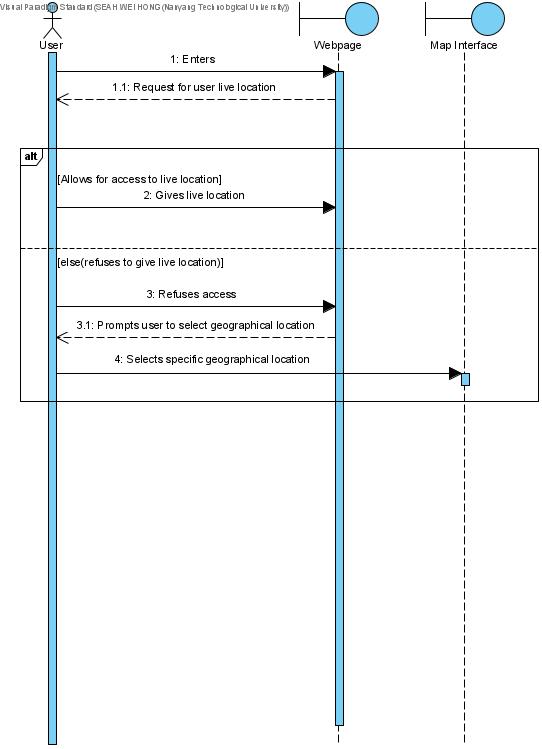 Visual Paradigm Standard(SEAH WEI HONG(Nanyang Technological University))
User
Webpage
Map Interface
1: Enters
1.1: Request for user live location
alt
[Allows for access to live location]
2: Gives live location
[else(refuses to give live location)]
3: Refuses access
3.1: Prompts user to select geographical location
4: Selects specific geographical location